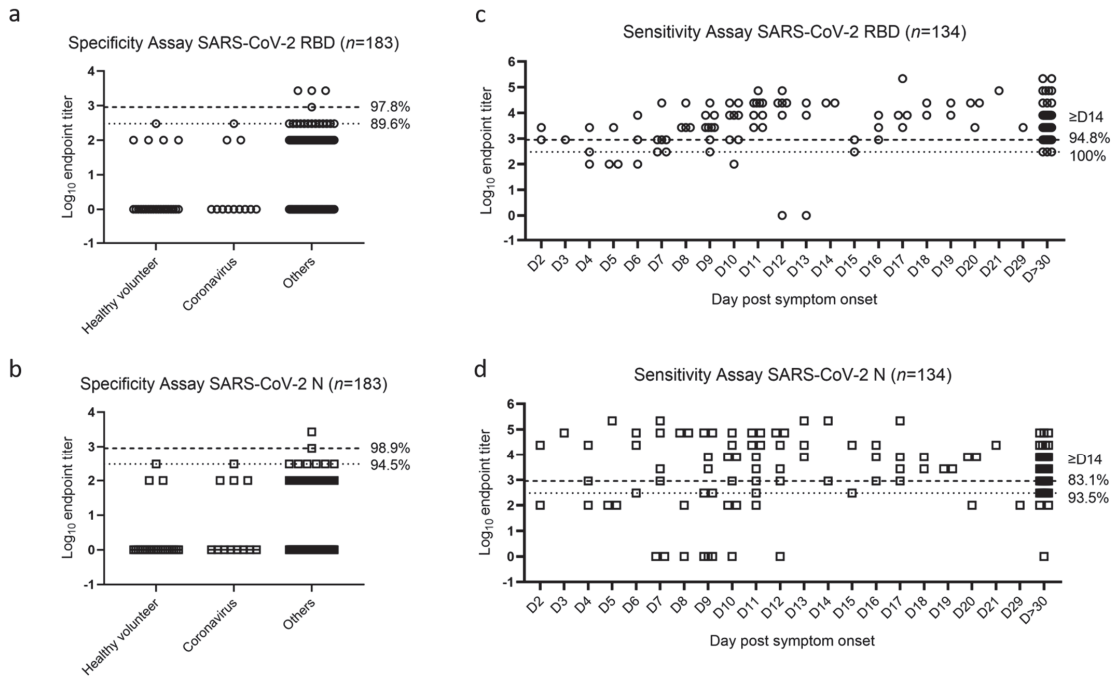 a
Specificity Assay SARS-CoV-2 RBD (n=183)
Log10 endpoint titer
4
3
2
1
0
-1
97.8%
89.6%
Healthy volunteer
Coronavirus
Others
b
Specificity Assay SARS-CoV-2 N (n=183)
Log10 endpoint titer
4
3
2
1
0
-1
98.9%
94.5%
Healthy volunteer
Coronavirus
Others
c
Sensitivity Assay SARS-CoV-2 RBD (n=134)
Log10 endpoint titer
6
5
4
3
2
1
0
-1
≥D14
94.8%
100%
D2
D3
D4
D5
D6
D7
D8
D9
D10
D11
D12
D13
D14
D15
D16
D17
D18
D19
D20
D21
D29
D>30
Day post symptom onset
d
Sensitivity Assay SARS-CoV-2 N (n=134)
Log10 endpoint titer
6
5
4
3
2
1
0
-1
≥D14
83.1%
93.5%
D2
D3
D4
D5
D6
D7
D8
D9
D10
D11
D12
D13
D14
D15
D16
D17
D18
D19
D20
D21
D29
D>30
Day post symptom onset